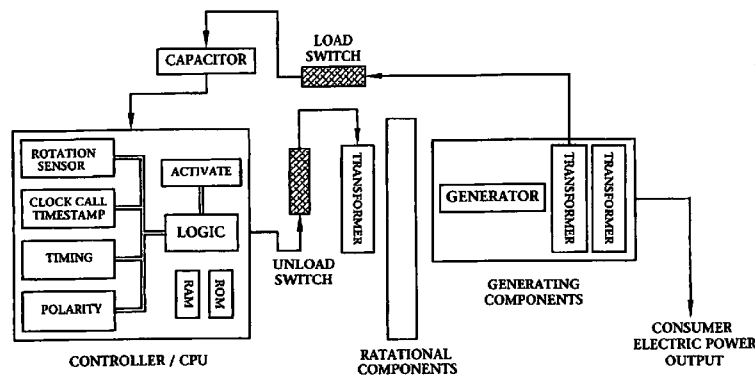 LOAD
SWITCH
CAPACITOR
ROTATION
SENSOR
CLOCK CALL
TIMESTAMP
TIMING
POLARITY
ACTIVATE
LOGIC
RAM
ROM
CONTROLLER / CPU
UNLOAD
SWITCH
TRANSFORMER
RATATIONAL
COMPONENTS
GENERATOR
TRANSFORMER
TRANSFORMER
GENERATING
COMPONENTS
CONSUMER
ELECTRIC POWER
OUTPUT